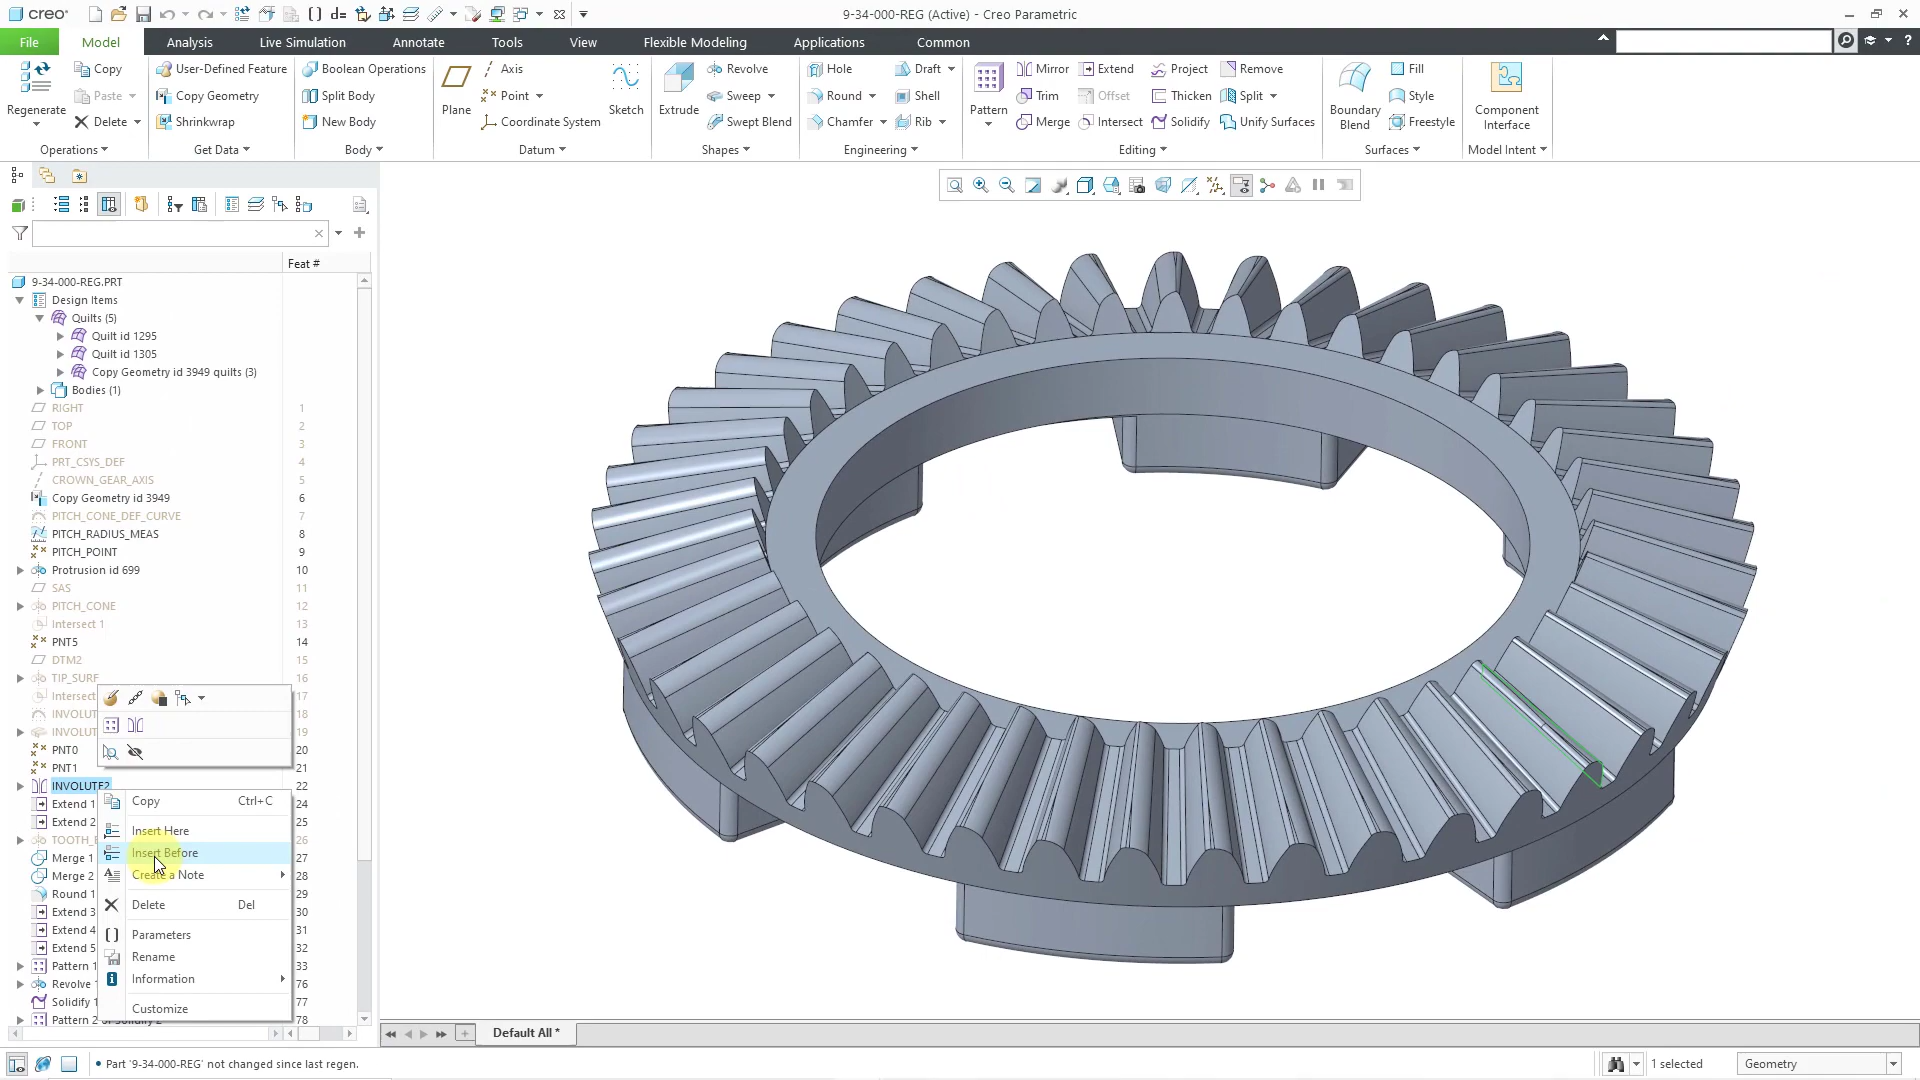 creo
9-34-000-REG (Active) - Creo Parametric
File
Model
Analysis
Live Simulation
Annotate
Tools
View
Flexible Modeling
Applications
Common
Regenerate
Copy
Paste
Delete
Operations
User-Defined Feature
Copy Geometry
Shrinkwrap
Get Data
Boolean Operations
Split Body
New Body
Body
Plane
Axis
Point
Coordinate System
Sketch
Datum
Extrude
Revolve
Sweep
Swept Blend
Shapes
Hole
Round
Chamfer
Draft
Shell
Rib
Engineering
Pattern
Mirror
Trim
Merge
Extend
Offset
Intersect
Project
Thicken
Solidify
Remove
Split
Unify Surfaces
Editing
Boundary
Blend
Fill
Style
Freestyle
Surfaces
Component
Interface
Model Intent
Feat #
9-34-000-REG.PRT
Design Items
Quilts (5)
Quilt id 1295
Quilt id 1305
Copy Geometry id 3949 quilts (3)
Bodies (1)
RIGHT 1
TOP 2
FRONT 3
PRT_CSYS_DEF 4
CROWN_GEAR_AXIS 5
Copy Geometry id 3949 6
PITCH_CONE_DEF_CURVE 7
PITCH_RADIUS_MEAS 8
PITCH_POINT 9
Protrusion id 699 10
SAS 11
PITCH_CONE 12
Intersect 1 13
PNT5 14
DTM2 15
TIP_SURF 16
Intersect 17
INVOLUT 18
INVOLUT 19
PNT0 20
PNT1 21
INVOLUTE2 22
Extend 1 24
Extend 2 25
TOOTH_ 26
Merge 1 27
Merge 2 28
Round 1 29
Extend 3 30
Extend 4 31
Extend 5 32
Pattern 1 33
Revolve 76
Solidify 1 77
Pattern 2 of Solidify 2 78
Copy Ctrl+C
Insert Here
Insert Before
Create a Note
Delete Del
Parameters
Rename
Information
Customize
Default All *
• Part '9-34-000-REG' not changed since last regen.
1 selected
Geometry